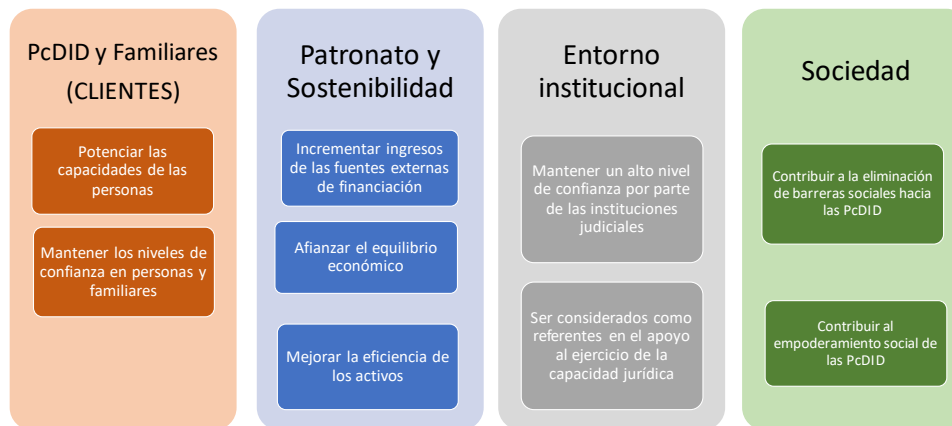 PcDID y Familiares
(CLIENTES)
Potenciar las
capacidades de las
personas
Mantener los niveles de
confianza en personas y
familiares
Patronato y
Sostenibilidad
Incrementar ingresos
de las fuentes externas
de financiación
Afianzar el equilibrio
económico
Mejorar la eficiencia de
los activos
Entorno
institucional
Mantener un alto nivel
de confianza por parte
de las instituciones
judiciales
Ser considerados como
referentes en el apoyo
al ejercicio de la
capacidad jurídica
Sociedad
Contribuir a la eliminación
de barreras sociales hacia
las PcDID
Contribuir al
empoderamiento social de
las PcDID